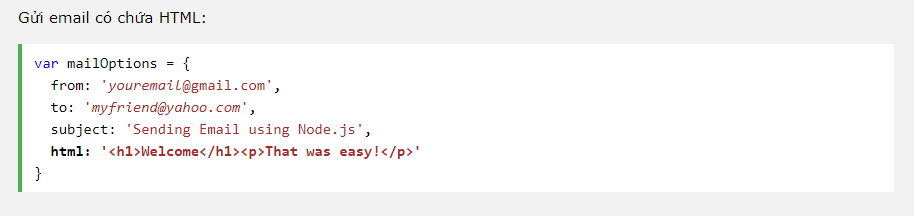 Gửi email có chứa HTML:
var mailOptions = {
  from: 'youremail@gmail.com',
  to: 'myfriend@yahoo.com',
  subject: 'Sending Email using Node.js',
  html: '<h1>Welcome</h1><p>That was easy!</p>'
}